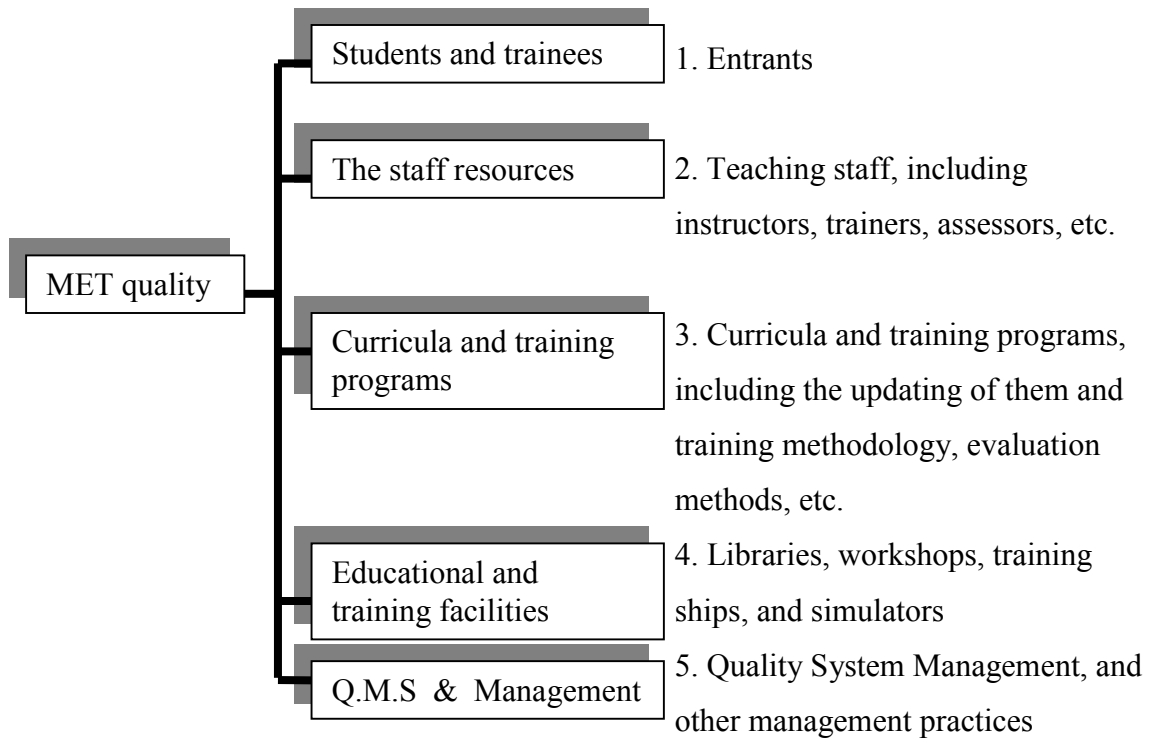 Students and trainees
1. Entrants
The staff resources
2. Teaching staff, including
instructors, trainers, assessors, etc.
MET quality
Curricula and training
programs
3. Curricula and training programs,
including the updating of them and
training methodology, evaluation
methods, etc.
Educational and
training facilities
4. Libraries, workshops, training
ships, and simulators
Q.M.S & Management
5. Quality System Management, and
other management practices